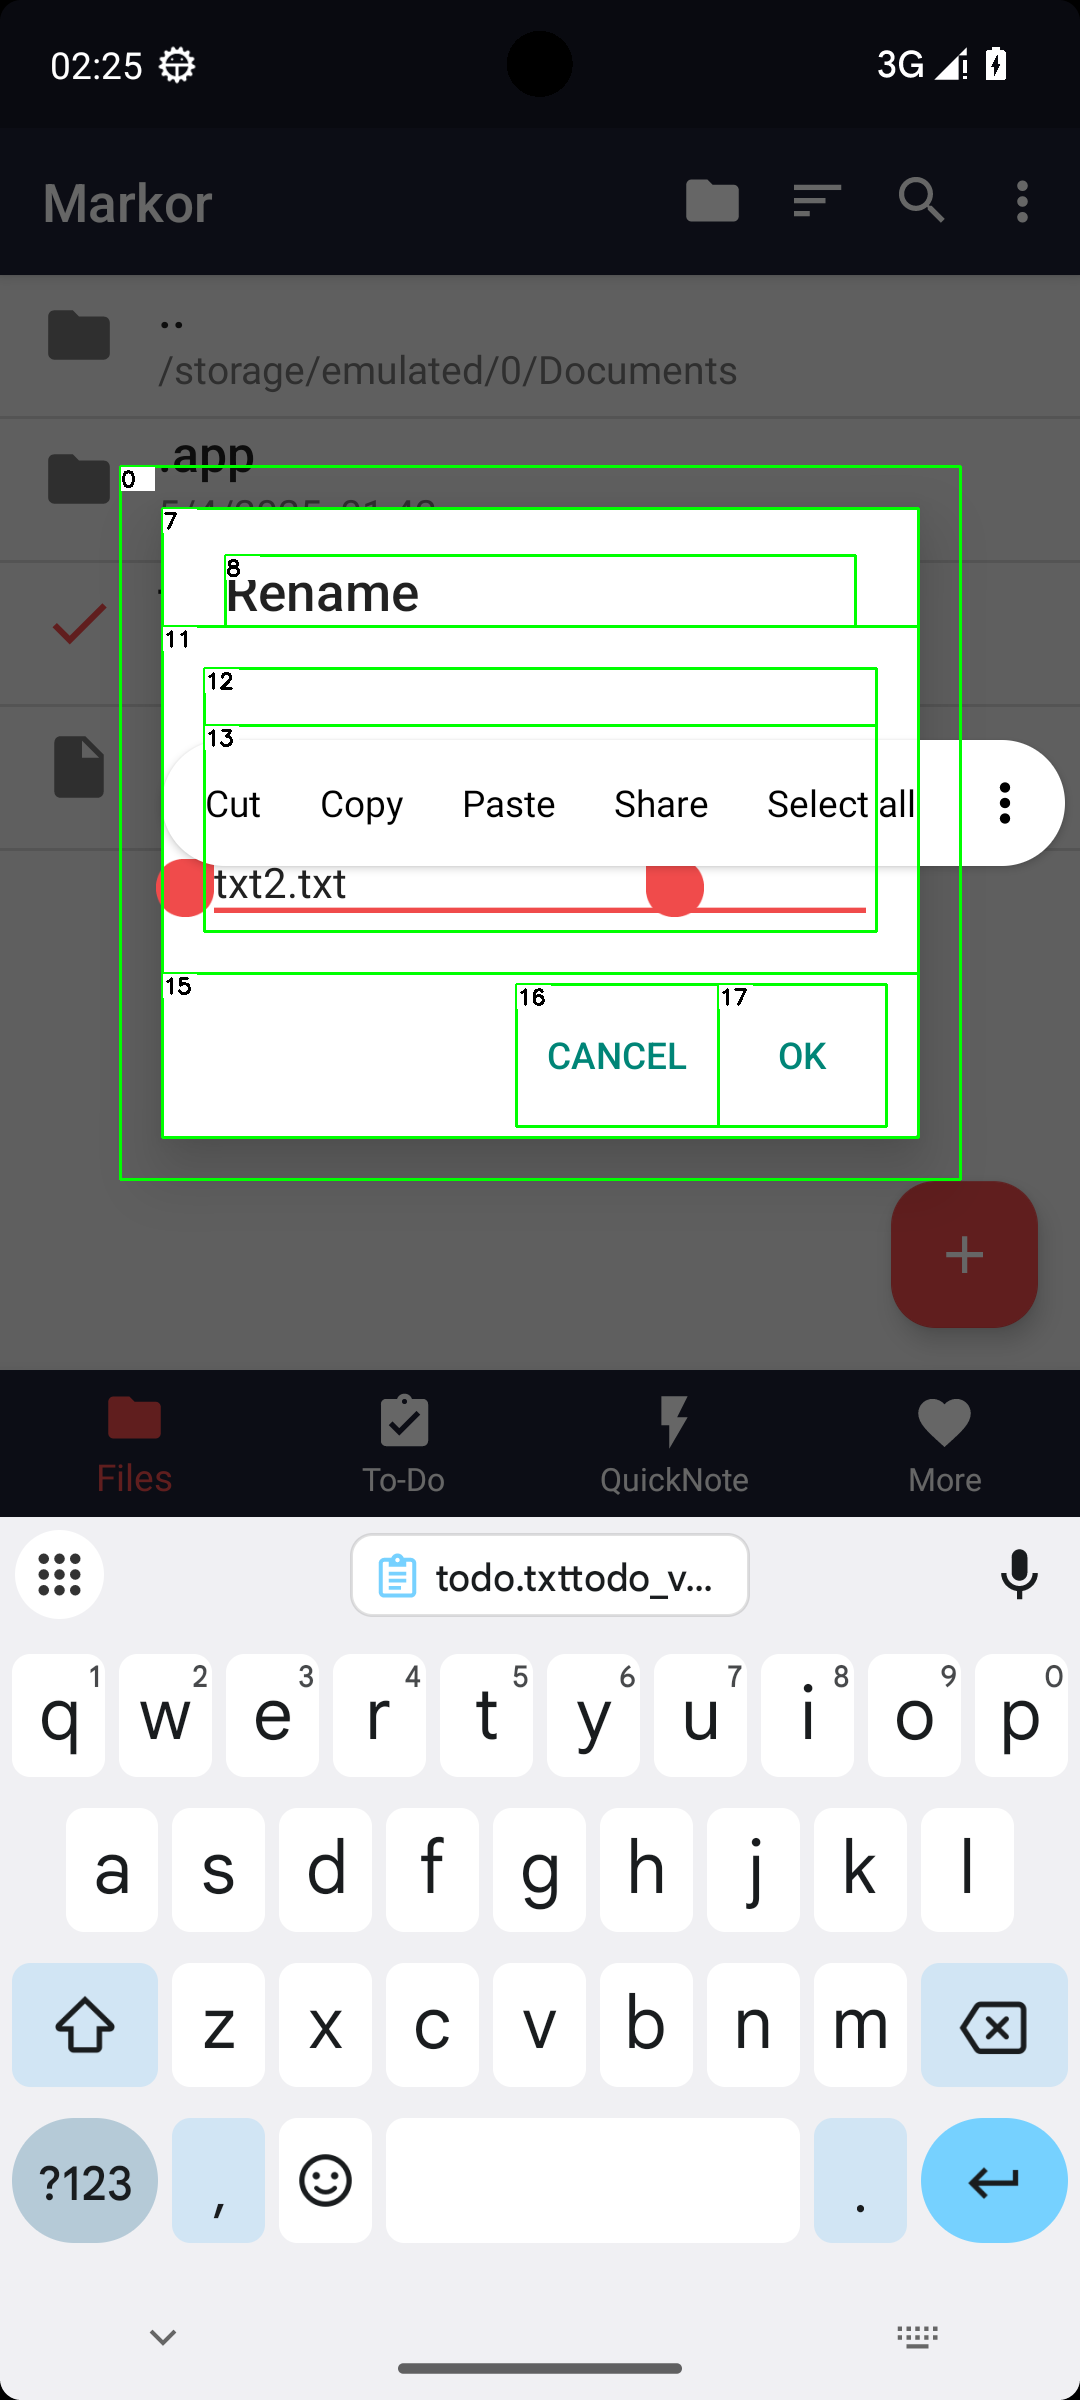 02:25
3G
Markor
..
/storage/emulated/0/Documents
.app
0
7
8
Rename
11
12
13
Cut Copy Paste Share Select all
txt2.txt
15
16
17
CANCEL
OK
Files
To-Do
QuickNote
More
todo.txttodo_v...
1 2 3 4 5 6 7 8 9 0
q w e r t y u i o p
a s d f g h j k l
z x c v b n m
?123 , .